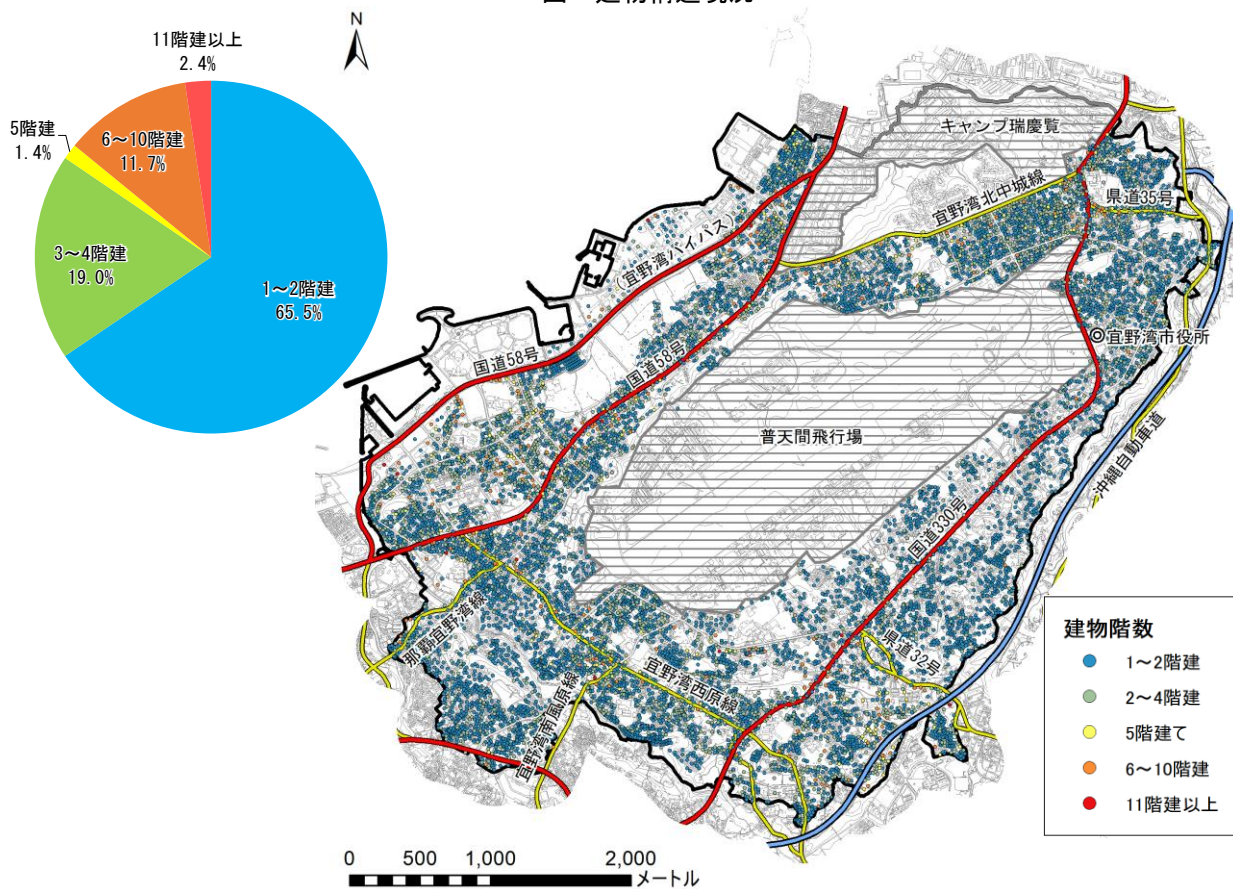 N
11階建以上
2.4%
5階建
1.4%
6～10階建
11.7%
3～4階建
19.0%
1～2階建
65.5%
キャンプ瑞慶覧
宜野湾北中城線
県道35号
(宜野湾バイパス)
国道58号
国道58号
宜野湾市役所
普天間飛行場
沖縄自動車道
国道330号
那覇宜野湾線
宜野湾西原線
県道32号
宜野湾南風原線
建物階数
1～2階建
2～4階建
5階建て
6～10階建
11階建以上
0 500 1,000 2,000
メートル